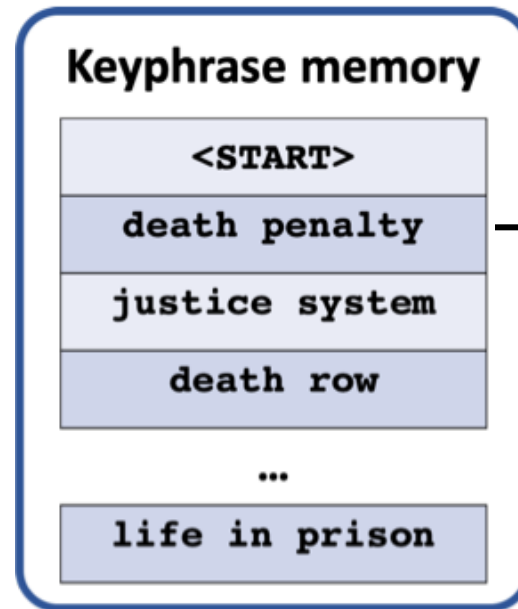 Keyphrase memory
<START>
death penalty
justice system
death row
…
life in prison